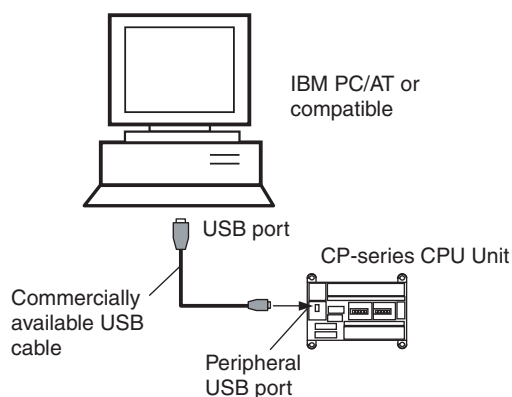 IBM PC/AT or
compatible
USB port
CP-series CPU Unit
Commercially
available USB
cable
Peripheral
USB port